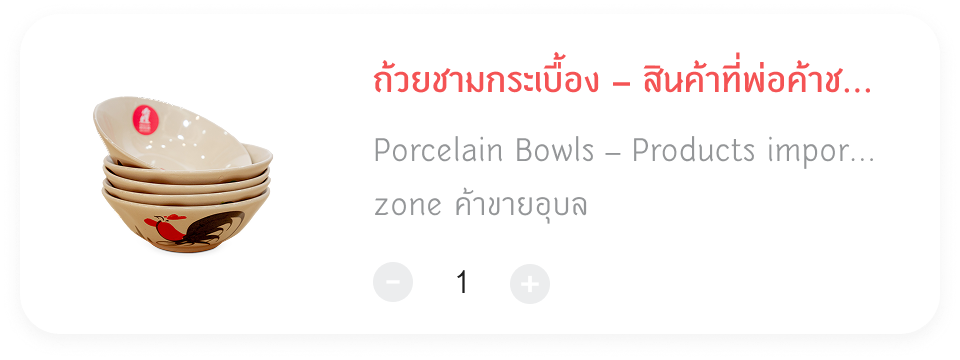 ถ้วยชามกระเบื้อง – สินค้าที่พ่อค้าช...
Porcelain Bowls – Products impor...
zone ค้าขายอุบล
1